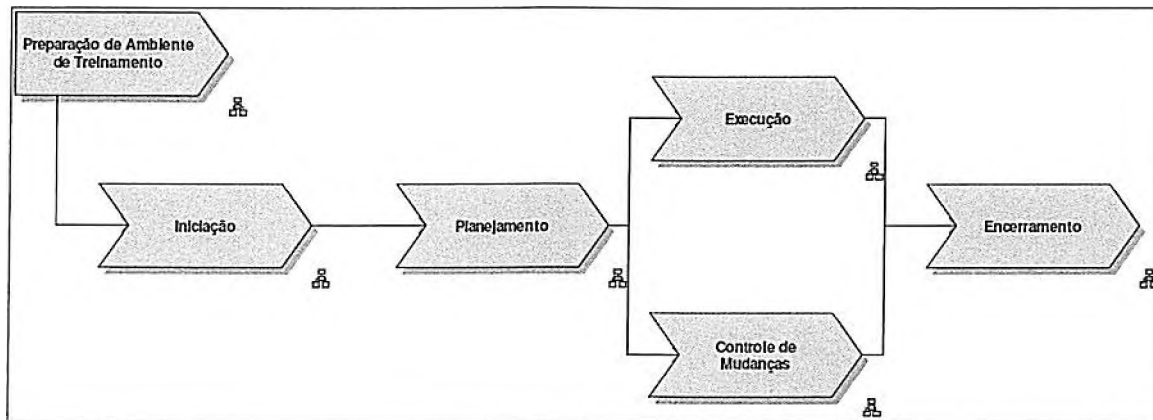 Preparação de Ambiente
de Treinamento
Execução
Iniciação
Planejamento
Encerramento
Controle de
Mudanças